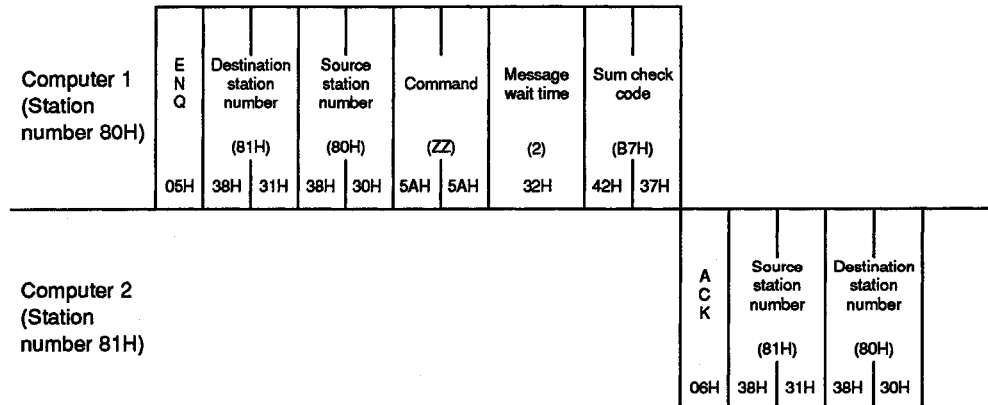 Computer 1
(Station
number 80H)
E
N
Q
05H
Destination
station
number
(81H)
38H 31H
Source
station
number
(80H)
38H 30H
Command
(ZZ)
5AH 5AH
Message
wait time
(2)
32H
Sum check
code
(B7H)
42H 37H
Computer 2
(Station
number 81H)
A
C
K
06H
Source
station
number
(81H)
38H 31H
Destination
station
number
(80H)
38H 30H